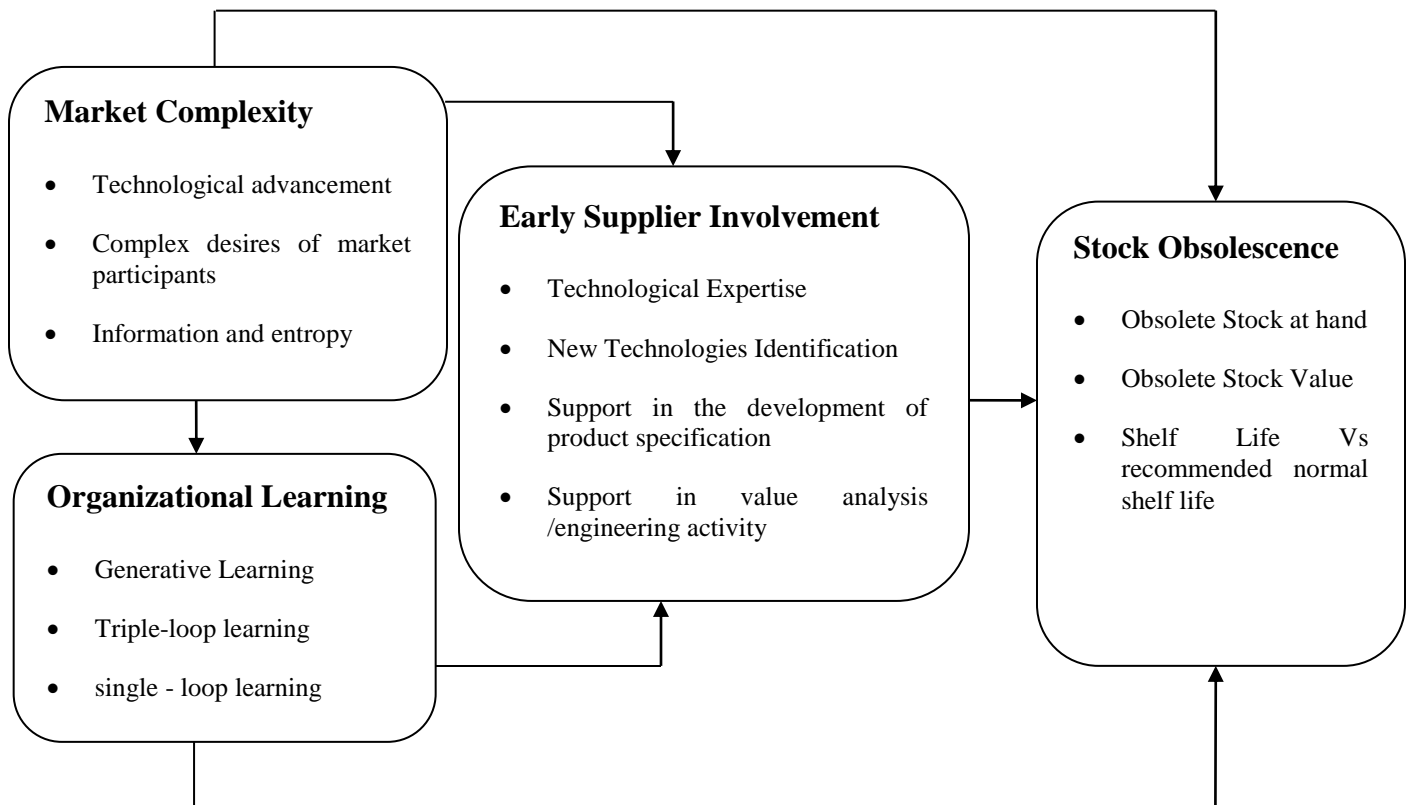 Market Complexity
• Technological advancement
• Complex desires of market
participants
• Information and entropy
Organizational Learning
• Generative Learning
• Triple-loop learning
• single - loop learning
Early Supplier Involvement
• Technological Expertise
• New Technologies Identification
• Support in the development of
product specification
• Support in value analysis
/engineering activity
Stock Obsolescence
• Obsolete Stock at hand
• Obsolete Stock Value
• Shelf Life Vs
recommended normal
shelf life